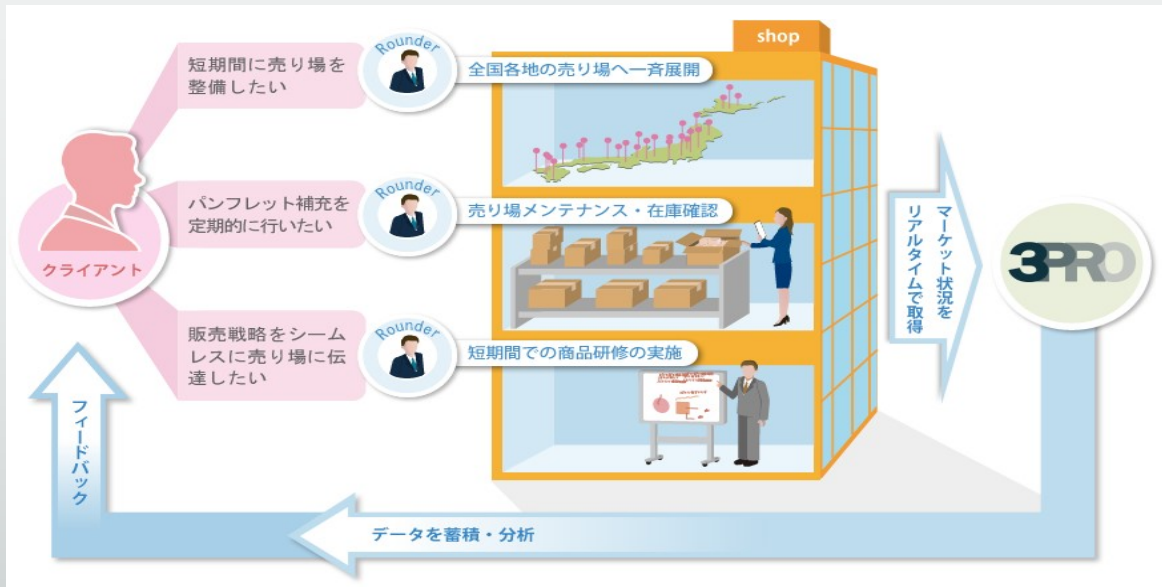 shop
短期間に売り場を
整備したい
Rounder
全国各地の売り場へ一斉展開
パンフレット補充を
定期的に行いたい
Rounder
売り場メンテナンス・在庫確認
クライアント
販売戦略をシーム
レスに売り場に伝
達したい
Rounder
短期間での商品研修の実施
マーケット状況を
リアルタイムで取得
3PRO
データを蓄積・分析
フィードバック